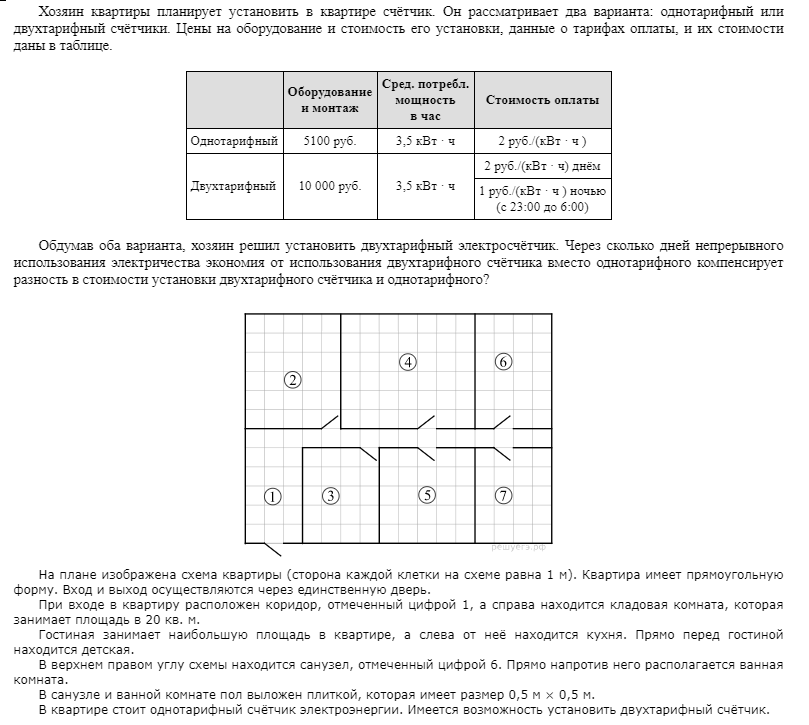 Хозяин квартиры планирует установить в квартире счётчик. Он рассматривает два варианта: однотарифный или
двухтарифный счётчики. Цены на оборудование и стоимость его установки, данные о тарифах оплаты, и их стоимости
даны в таблице.
Оборудование и монтаж
Сред. потребл. мощность в час
Стоимость оплаты
Однотарифный 5100 руб. 3,5 кВт · ч 2 руб./(кВт · ч )
Двухтарифный 10 000 руб. 3,5 кВт · ч
2 руб./(кВт · ч) днём
1 руб./(кВт · ч ) ночью
(с 23:00 до 6:00)
Обдумав оба варианта, хозяин решил установить двухтарифный электросчётчик. Через сколько дней непрерывного
использования электричества экономия от использования двухтарифного счётчика вместо однотарифного компенсирует
разность в стоимости установки двухтарифного счётчика и однотарифного?
2
4
6
1
3
5
7
решуегэ.рф
На плане изображена схема квартиры (сторона каждой клетки на схеме равна 1 м). Квартира имеет прямоугольную
форму. Вход и выход осуществляются через единственную дверь.
При входе в квартиру расположен коридор, отмеченный цифрой 1, а справа находится кладовая комната, которая
занимает площадь в 20 кв. м.
Гостиная занимает наибольшую площадь в квартире, а слева от неё находится кухня. Прямо перед гостиной
находится детская.
В верхнем правом углу схемы находится санузел, отмеченный цифрой 6. Прямо напротив него располагается ванная
комната.
В санузле и ванной комнате пол выложен плиткой, которая имеет размер 0,5 м × 0,5 м.
В квартире стоит однотарифный счётчик электроэнергии. Имеется возможность установить двухтарифный счётчик.